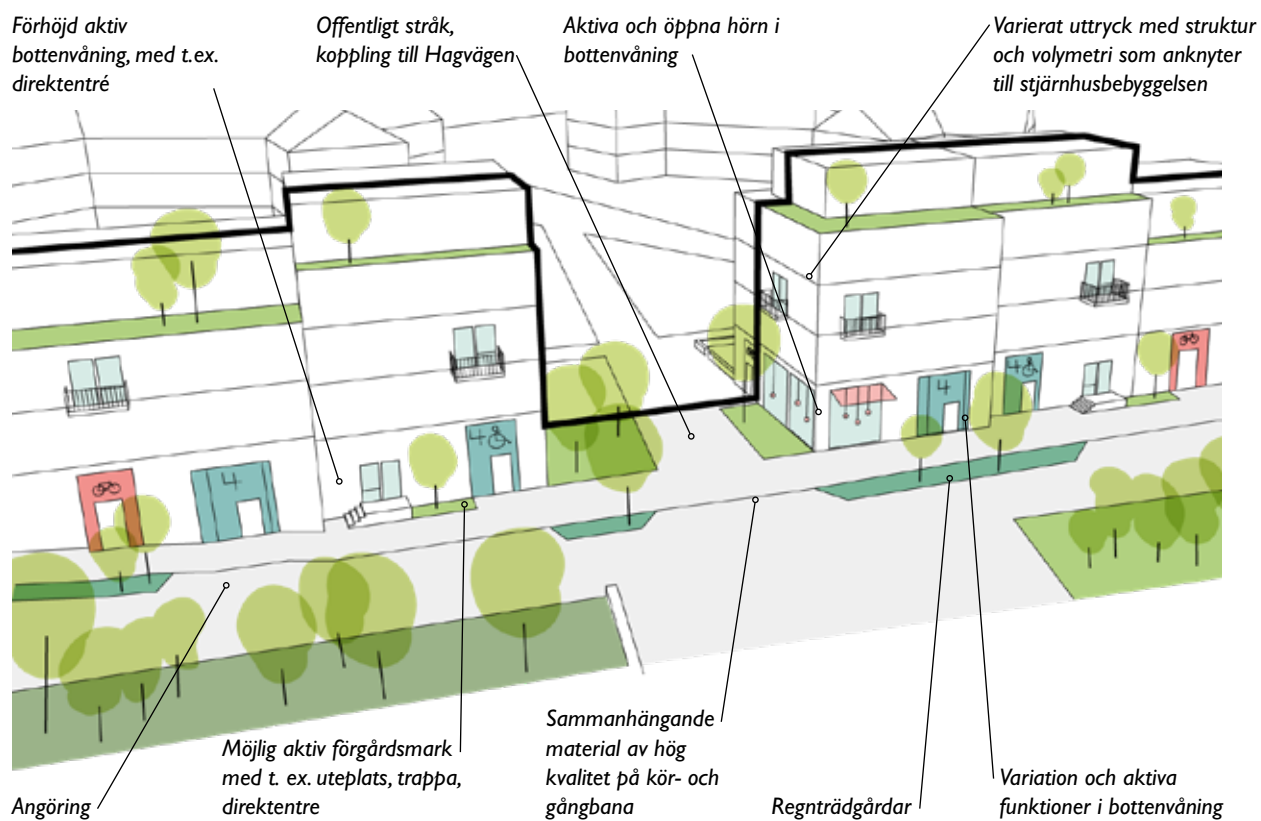 Förhöjd aktiv
bottenvåning, med t.ex.
direktentré
Offentligt stråk,
koppling till Hagvägen
Aktiva och öppna hörn i
bottenvåning
Varierat uttryck med struktur
och volymetri som anknyter
till stjärnhusbebyggelsen
4
4
4
4
Angöring
Möjlig aktiv förgårdsmark
med t. ex. uteplats, trappa,
direktentre
Sammanhängande
material av hög
kvalitet på kör- och
gångbana
Regnträdgårdar
Variation och aktiva
funktioner i bottenvåning